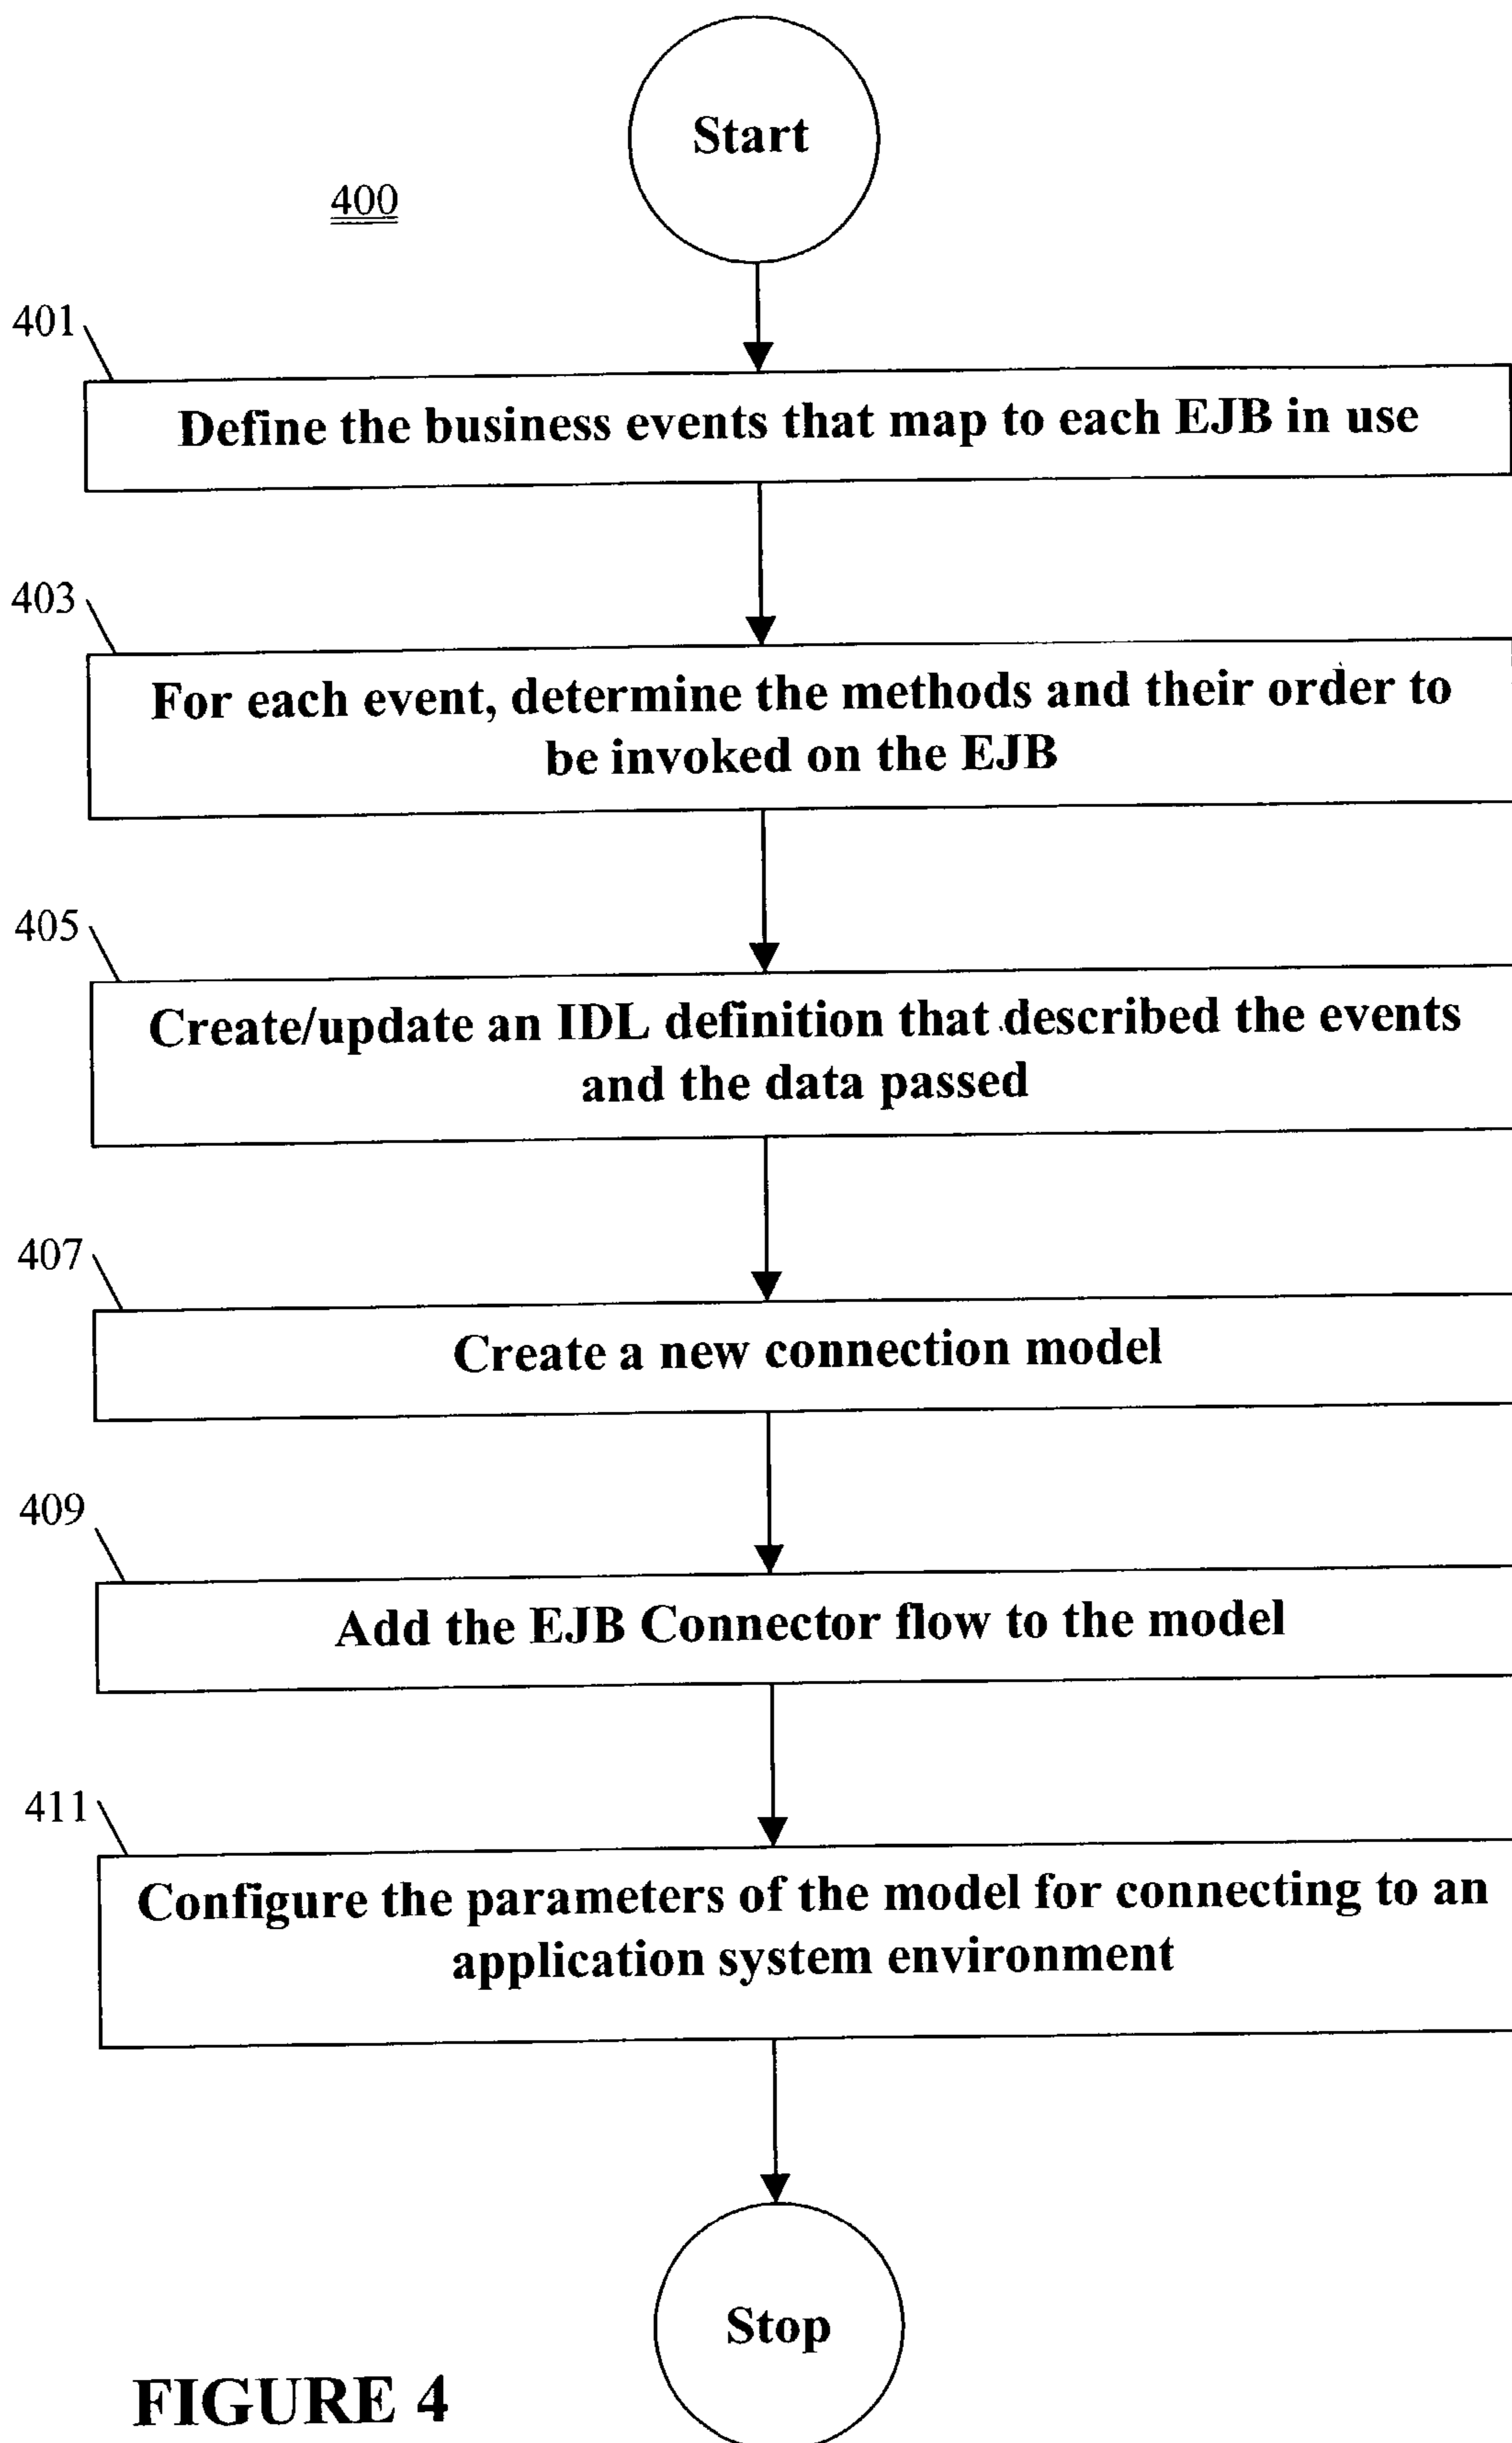 Start
400
401
Define the business events that map to each EJB in use
403
For each event, determine the methods and their order to
be invoked on the EJB
405
Create/update an IDL definition that described the events
and the data passed
407
Create a new connection model
409
Add the EJB Connector flow to the model
411
Configure the parameters of the model for connecting to an
application system environment
Stop
FIGURE 4